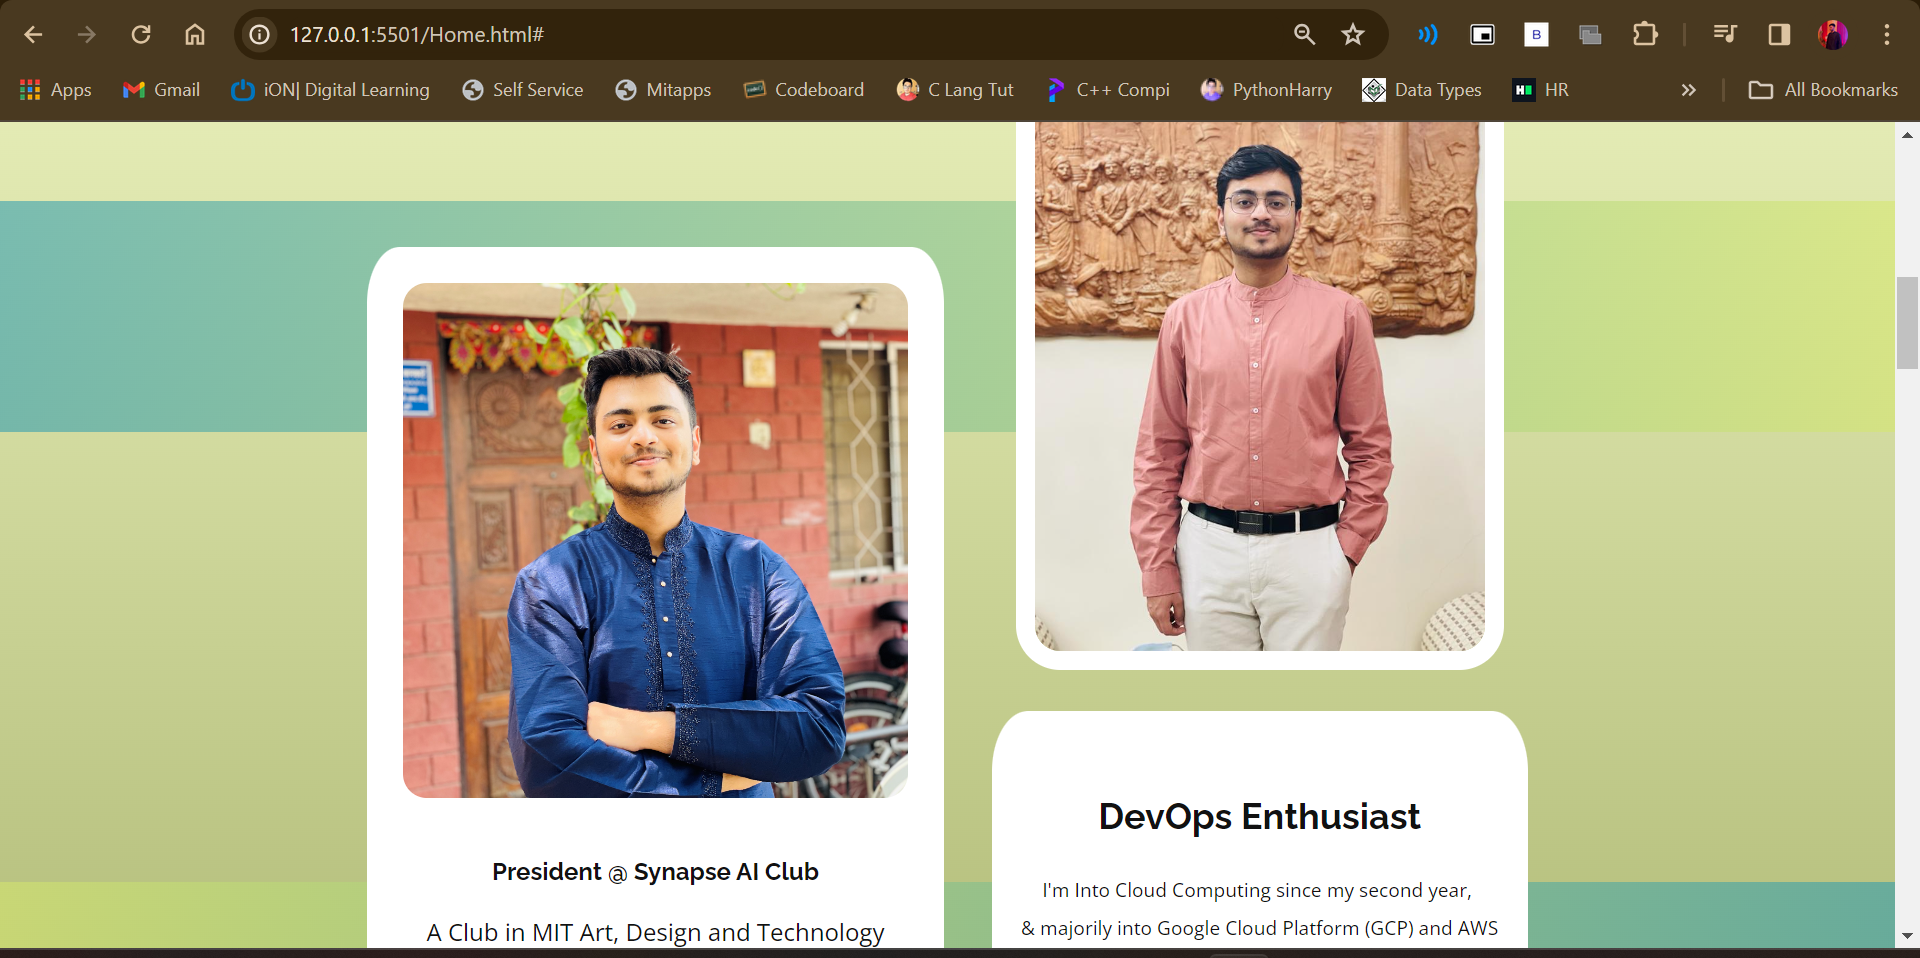 127.0.0.1:5501/Home.html#
Apps Gmail iON| Digital Learning Self Service Mitapps Codeboard C Lang Tut C++ Compi PythonHarry Data Types HR » All Bookmarks
President @ Synapse AI Club
A Club in MIT Art, Design and Technology
DevOps Enthusiast
I'm Into Cloud Computing since my second year,
& majorily into Google Cloud Platform (GCP) and AWS